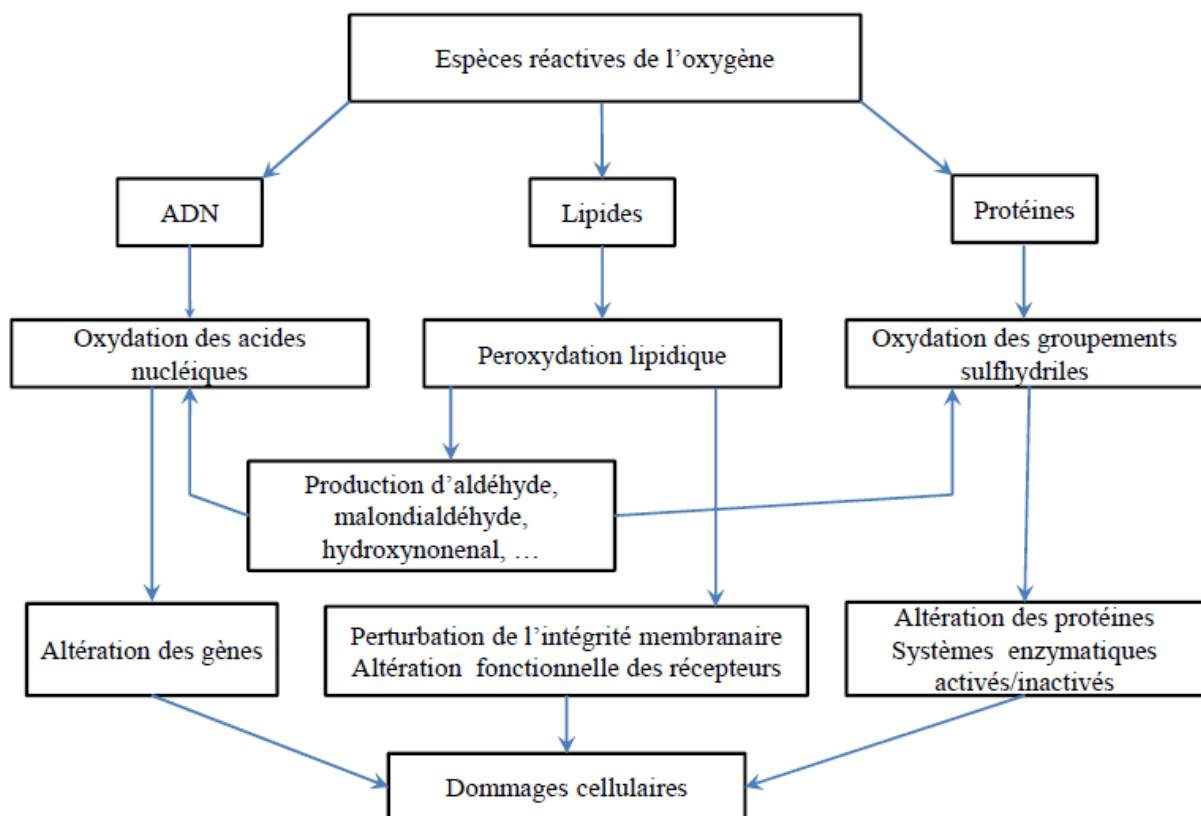 Espèces réactives de l’oxygène
ADN
Lipides
Protéines
Oxydation des acides
nucléiques
Peroxydation lipidique
Oxydation des groupements
sulfhydriles
Production d’aldéhyde,
malondialdéhyde,
hydroxynonenal, …
Altération des gènes
Perturbation de l’intégrité membranaire
Altération fonctionnelle des récepteurs
Altération des protéines
Systèmes enzymatiques
activés/inactivés
Dommages cellulaires